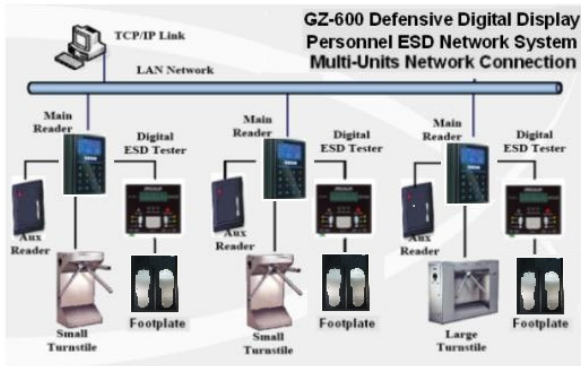 GZ-600 Defensive Digital Display
Personnel ESD Network System
Multi-Units Network Connection
TCP/IP Link
LAN Network
Main
Reader
Digital
ESD Tester
Aux
Reader
Small
Turnstile
Footplate
Main
Reader
Digital
ESD Tester
Aux
Reader
Small
Turnstile
Footplate
Main
Reader
Digital
ESD Tester
Aux
Reader
Large
Turnstile
Footplate